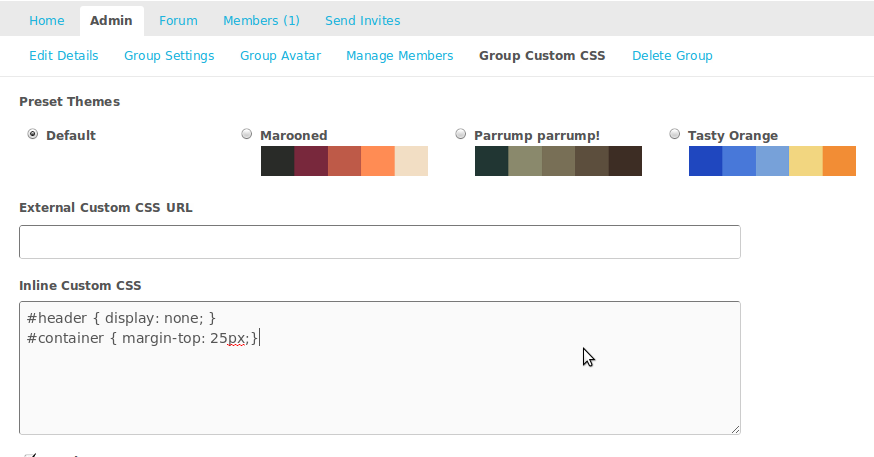 Home Admin Forum Members (1) Send Invites
Edit Details Group Settings Group Avatar Manage Members Group Custom CSS Delete Group
Preset Themes
Default Marooned Parrump parrump! Tasty Orange
External Custom CSS URL
Inline Custom CSS
#header { display: none; }
#container { margin-top: 25px;}